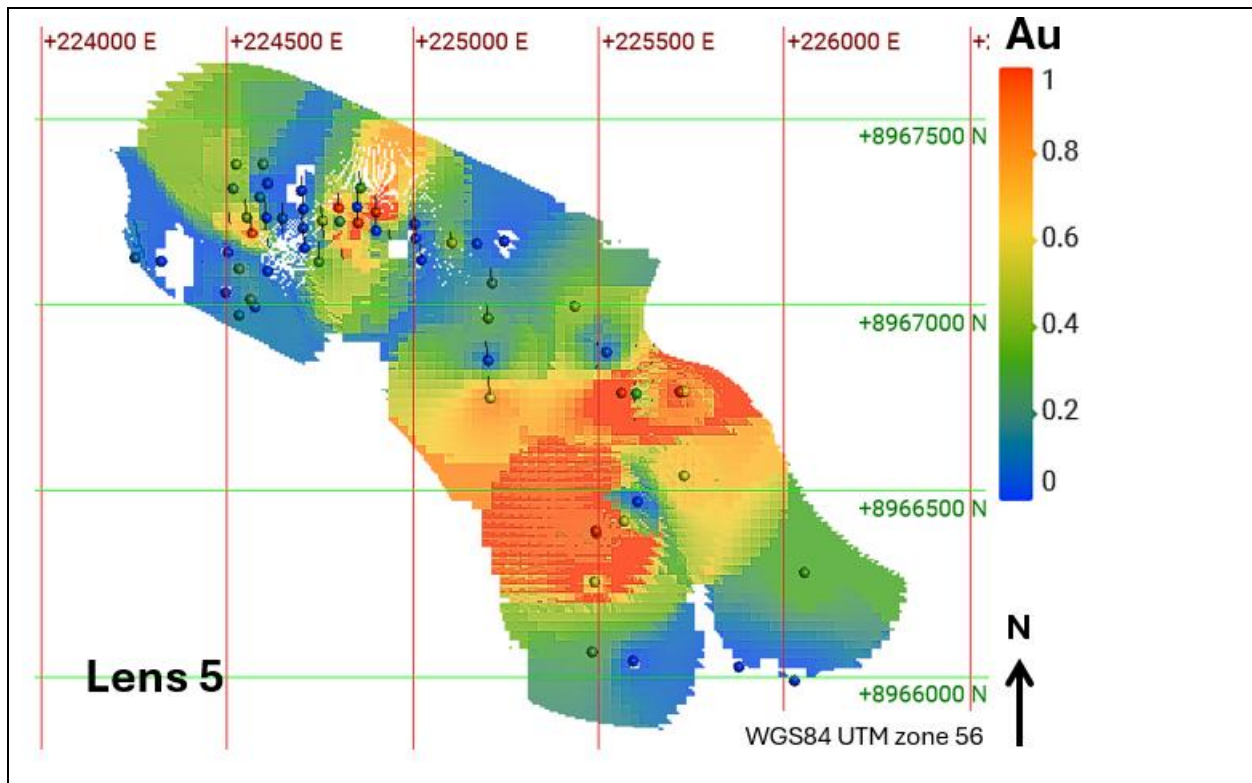 +224000 E
+224500 E
+225000 E
+225500 E
+226000 E
+:
Au
1
0.8
0.6
0.4
0.2
0
+8967500 N
+8967000 N
+8966500 N
+8966000 N
Lens 5
N
WGS84 UTM zone 56